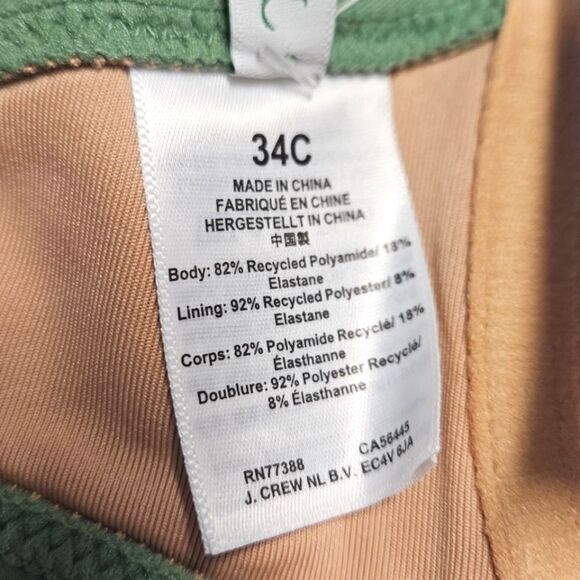 C
34C
MADE IN CHINA
FABRIQUÉ EN CHINE
HERGESTELLT IN CHINA
中国製
Body: 82% Recycled Polyamide/ 18%
Elastane
Lining: 92% Recycled Polyester/ 8%
Elastane
Corps: 82% Polyamide Recyclé/ 18%
Élasthanne
Doublure: 92% Polyester Recyclé/
8% Élasthanne
RN77388 CA56445
J. CREW NL B.V. EC4V 6JA